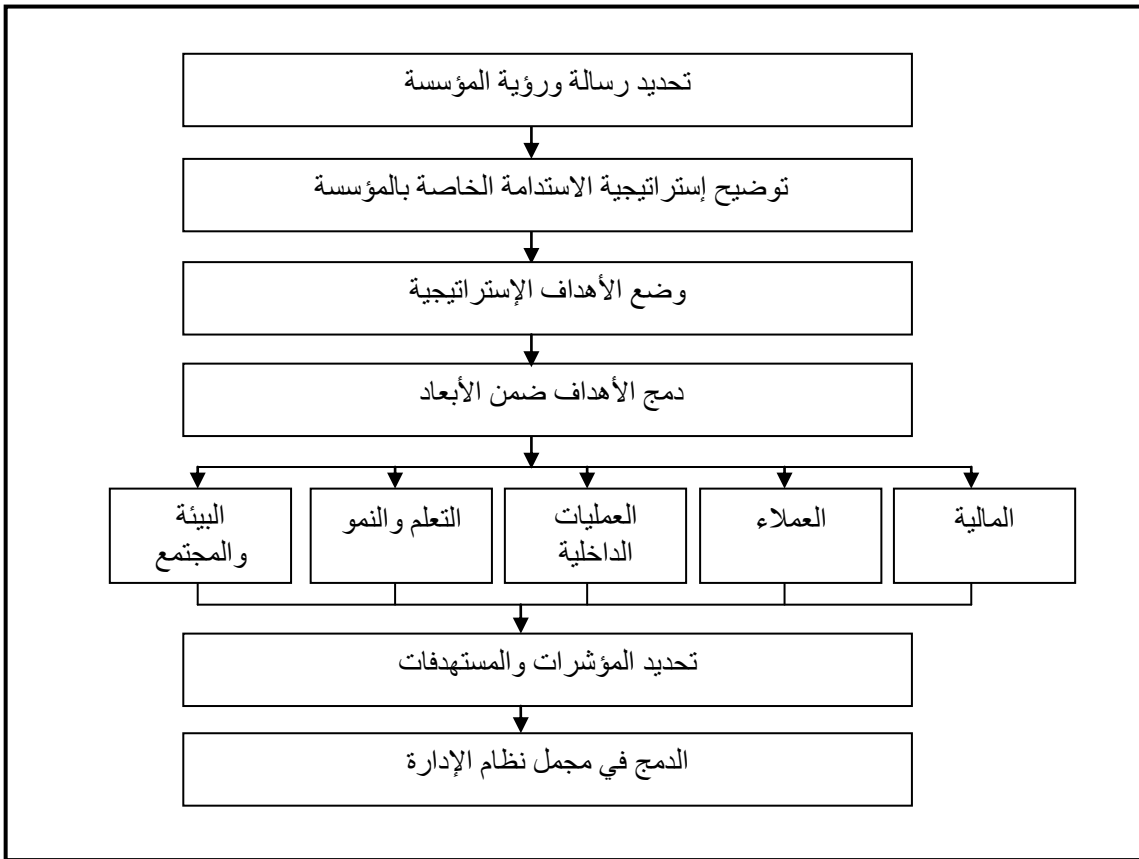 تحديد رسالة ورؤية المؤسسة
توضيح إستراتيجية الاستدامة الخاصة بالمؤسسة
وضع الأهداف الإستراتيجية
دمج الأهداف ضمن الأبعاد
المالية
العملاء
العمليات
الداخلية
التعلم والنمو
البيئة
والمجتمع
تحديد المؤشرات والمستهدفات
الدمج في مجمل نظام الإدارة